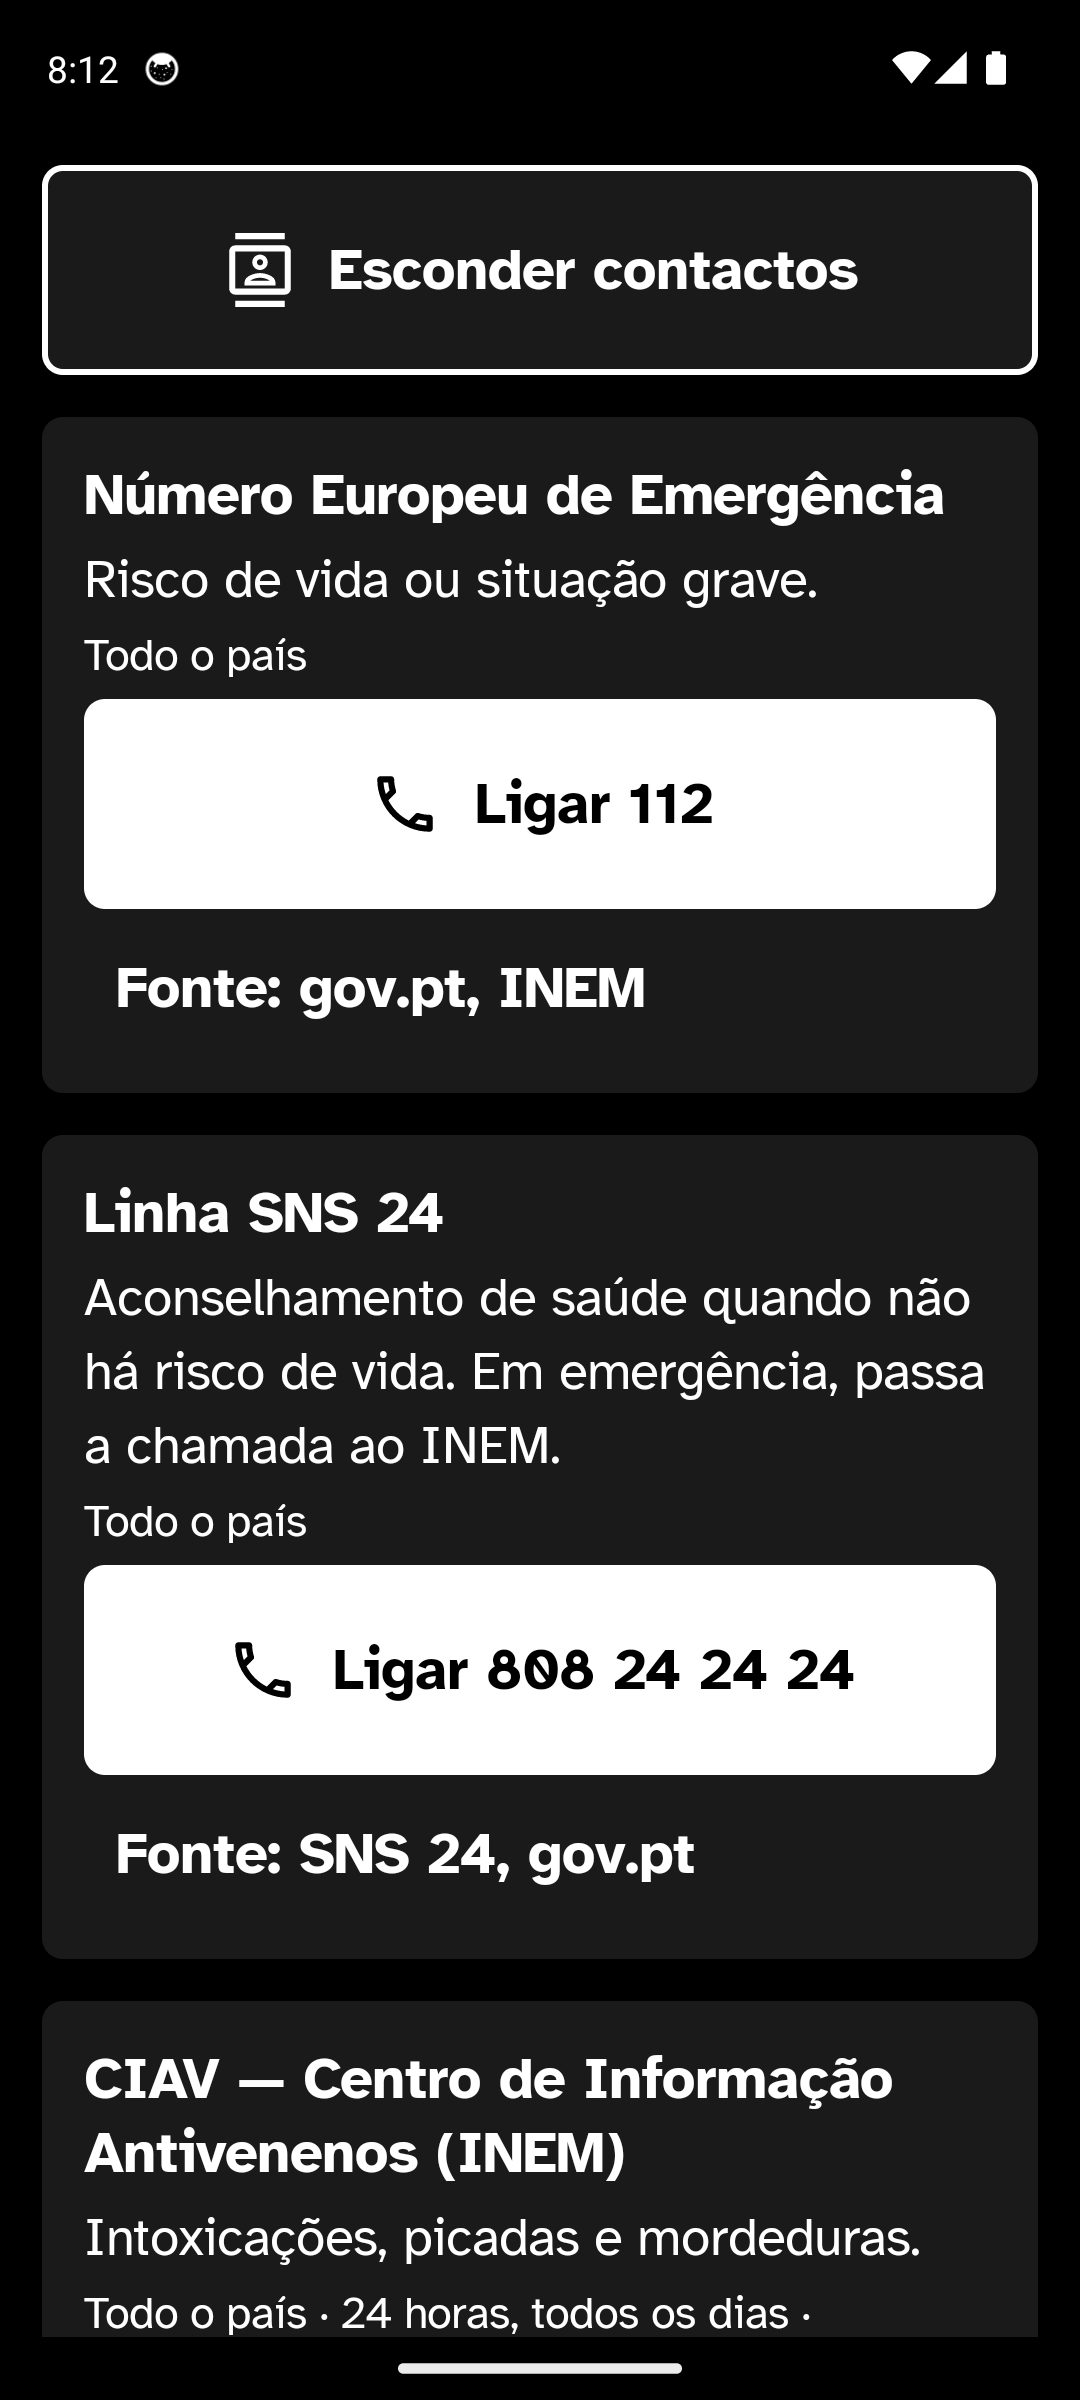 8:12
Esconder contactos
Número Europeu de Emergência
Risco de vida ou situação grave.
Todo o país
Ligar 112
Fonte: gov.pt, INEM
Linha SNS 24
Aconselhamento de saúde quando não
há risco de vida. Em emergência, passa
a chamada ao INEM.
Todo o país
Ligar 808 24 24 24
Fonte: SNS 24, gov.pt
CIAV — Centro de Informação
Antivenenos (INEM)
Intoxicações, picadas e mordeduras.
Todo o país · 24 horas, todos os dias ·